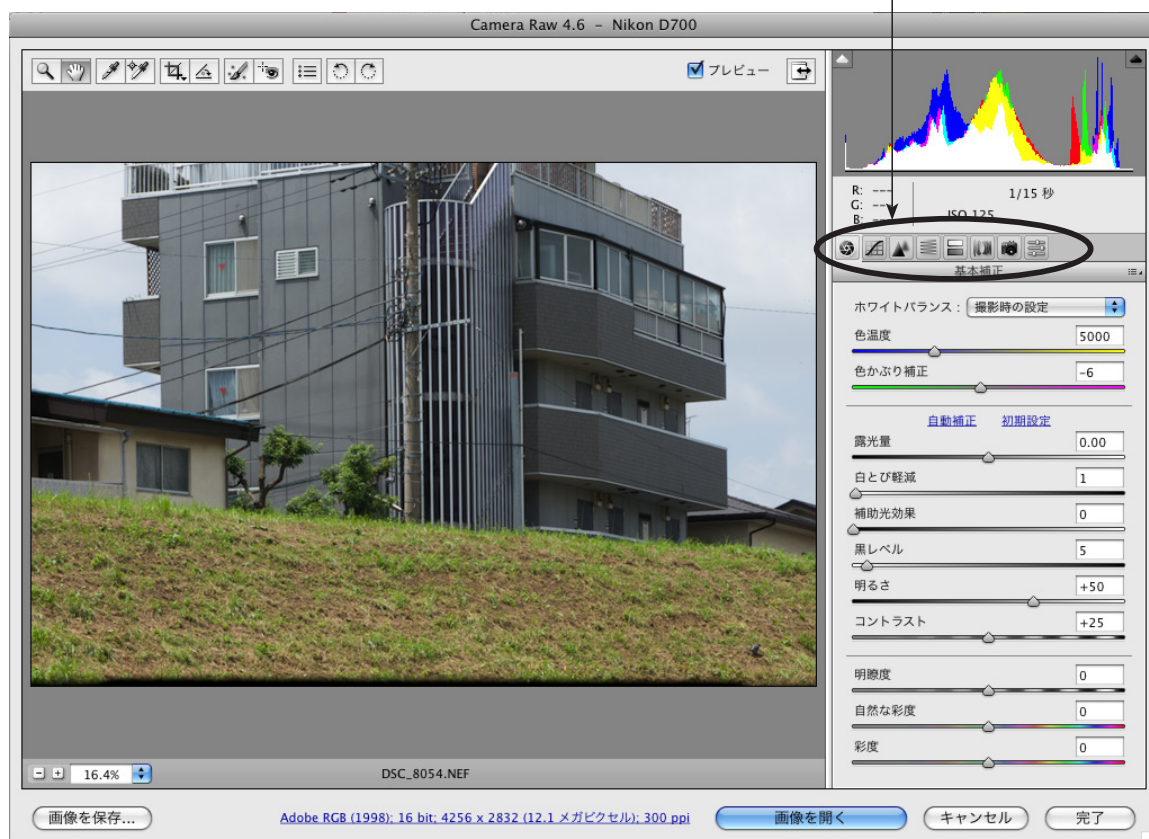 Camera Raw 4.6 – Nikon D700
プレビュー
R: ---
G: ---
B: ---
1/15 秒
ISO 125
基本補正
ホワイトバランス： 撮影時の設定
色温度 5000
色かぶり補正 -6
自動補正 初期設定
露光量 0.00
白とび軽減 1
補助光効果 0
黒レベル 5
明るさ +50
コントラスト +25
明瞭度 0
自然な彩度 0
彩度 0
16.4%
DSC_8054.NEF
画像を保存...
Adobe RGB (1998); 16 bit; 4256 x 2832 (12.1 メガピクセル); 300 ppi
画像を開く
キャンセル
完了